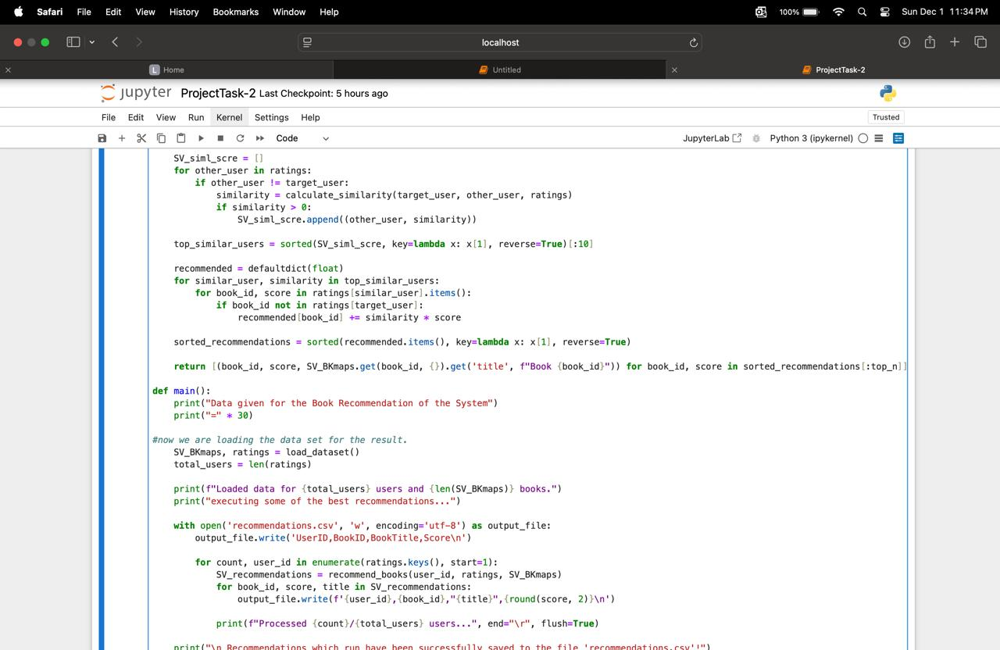 Safari File Edit View History Bookmarks Window Help 100% Sun Dec 1 11:34 PM
localhost
L Home Untitled ProjectTask-2
jupyter ProjectTask-2 Last Checkpoint: 5 hours ago
File Edit View Run Kernel Settings Help Trusted
Code JupyterLab Python 3 (ipykernel)
    SV_siml_scre = []
    for other_user in ratings:
        if other_user != target_user:
            similarity = calculate_similarity(target_user, other_user, ratings)
            if similarity > 0:
                SV_siml_scre.append((other_user, similarity))
    top_similar_users = sorted(SV_siml_scre, key=lambda x: x[1], reverse=True)[:10]
    recommended = defaultdict(float)
    for similar_user, similarity in top_similar_users:
        for book_id, score in ratings[similar_user].items():
            if book_id not in ratings[target_user]:
                recommended[book_id] += similarity * score
    sorted_recommendations = sorted(recommended.items(), key=lambda x: x[1], reverse=True)
    return [(book_id, score, SV_BKmaps.get(book_id, {}).get('title', f"Book {book_id}")) for book_id, score in sorted_recommendations[:top_n]]
def main():
    print("Data given for the Book Recommendation of the System")
    print("=" * 30)
#now we are loading the data set for the result.
    SV_BKmaps, ratings = load_dataset()
    total_users = len(ratings)
    print(f"Loaded data for {total_users} users and {len(SV_BKmaps)} books.")
    print("executing some of the best recommendations...")
    with open('recommendations.csv', 'w', encoding='utf-8') as output_file:
        output_file.write('UserID,BookID,BookTitle,Score\n')
        for count, user_id in enumerate(ratings.keys(), start=1):
            SV_recommendations = recommend_books(user_id, ratings, SV_BKmaps)
            for book_id, score, title in SV_recommendations:
                output_file.write(f'{user_id},{book_id},"{title}",{round(score, 2)}\n')
            print(f"Processed {count}/{total_users} users...", end="\r", flush=True)
    print("\n Recommendations which run have been successfully saved to the file 'recommendations.csv'!")